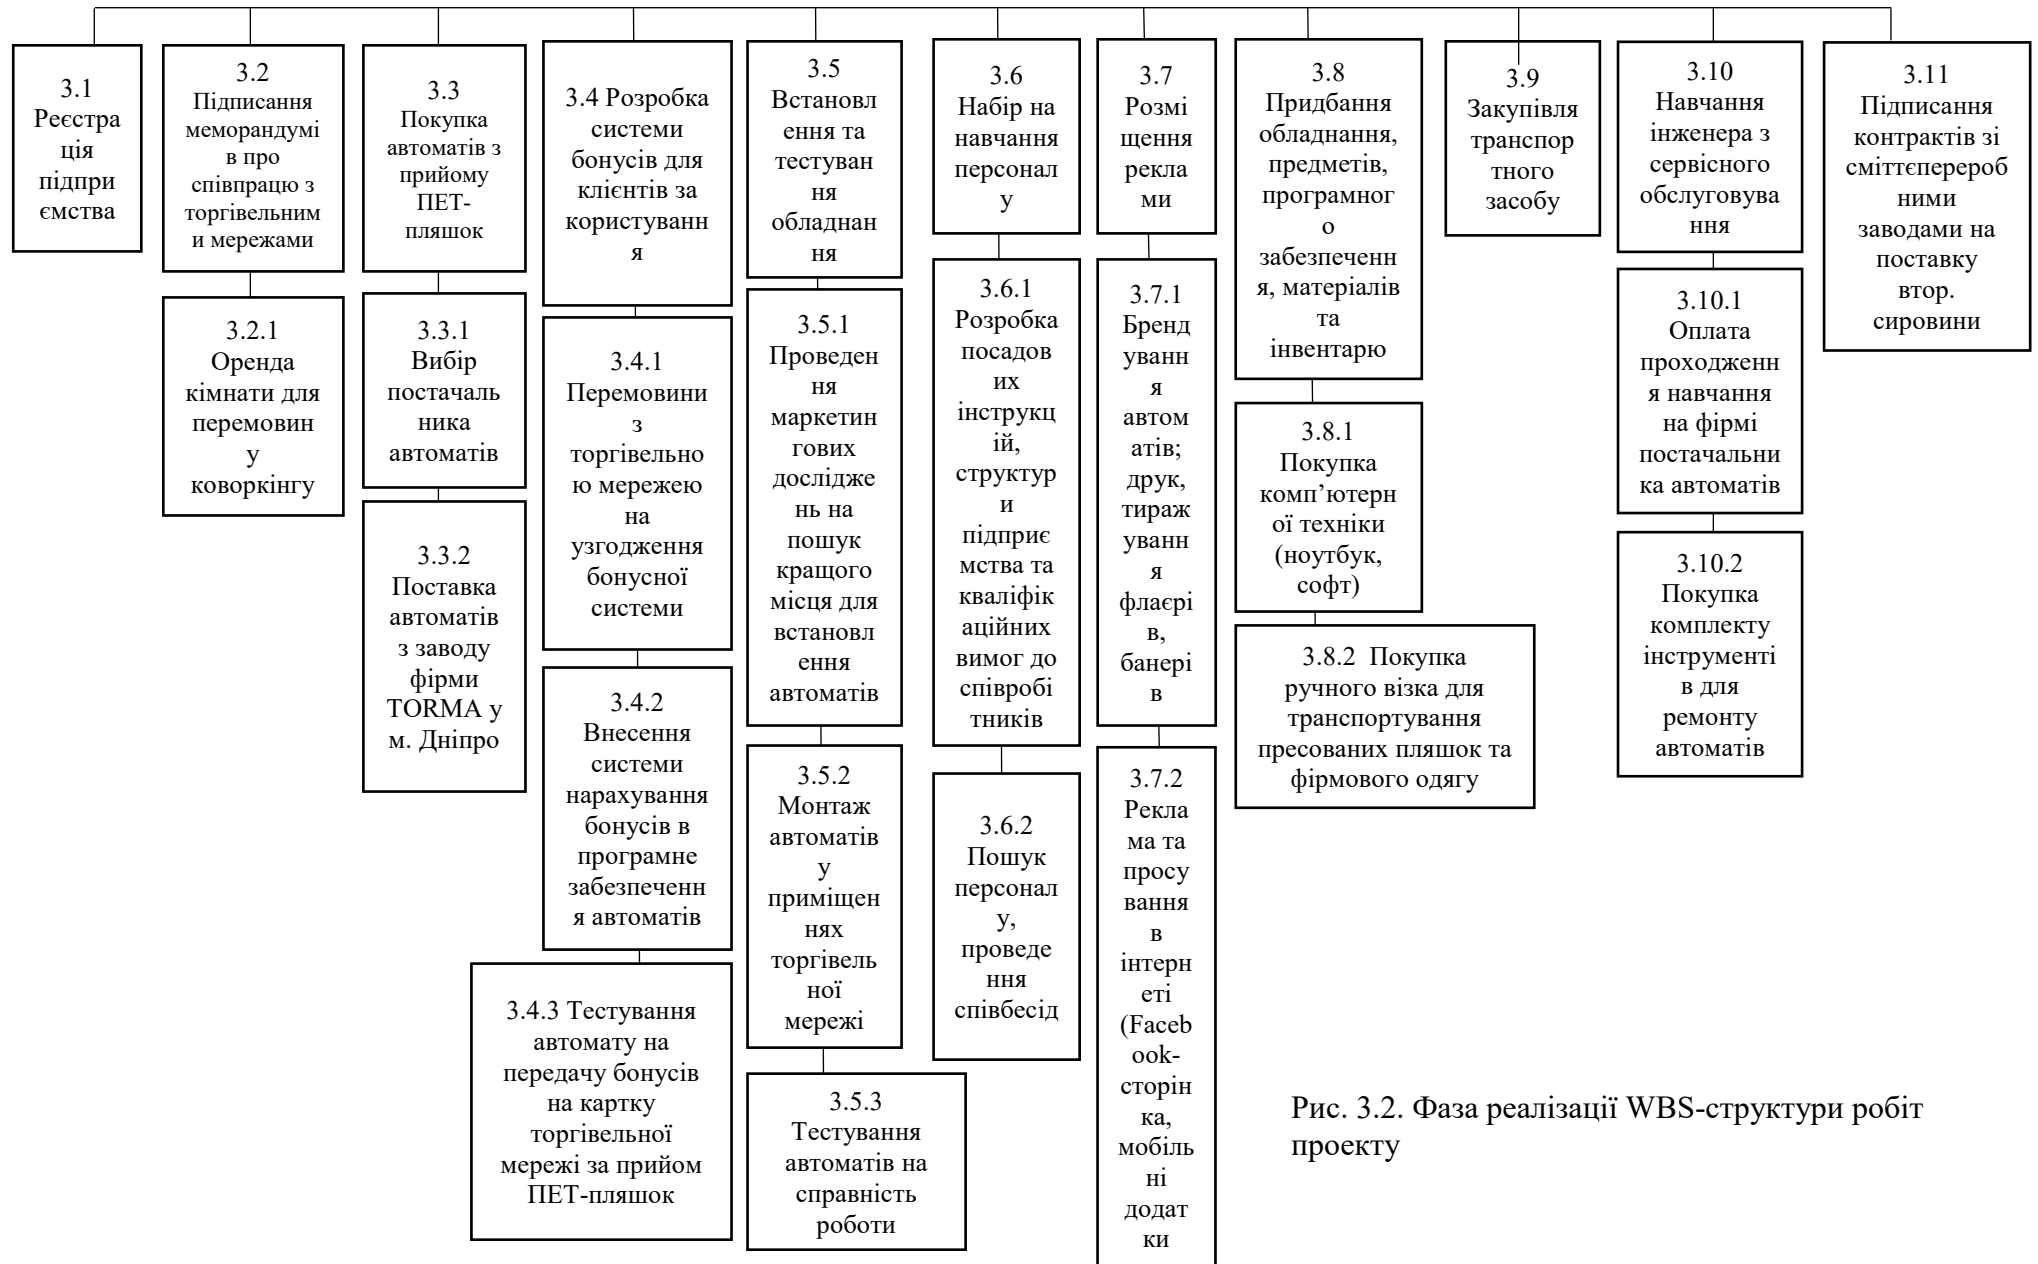 3.1
Реєстра
ція
підпри
ємства
3.2
Підписання
меморандумі
в про
співпрацю з
торгівельним
и мережами
3.2.1
Оренда
кімнати для
перемовин
у
коворкінгу
3.3
Покупка
автоматів з
прийому
ПЕТ-
пляшок
3.3.1
Вибір
постачаль
ника
автоматів
3.3.2
Поставка
автоматів
з заводу
фірми
TORMA у
м. Дніпро
3.4 Розробка
системи
бонусів для
клієнтів за
користуванн
я
3.4.1
Перемовини
з
торгівельно
ю мережею
на
узгодження
бонусної
системи
3.4.2
Внесення
системи
нарахування
бонусів в
програмне
забезпеченн
я автоматів
3.4.3 Тестування
автомату на
передачу бонусів
на картку
торгівельної
мережі за прийом
ПЕТ-пляшок
3.5
Встановл
ення та
тестуван
ня
обладнан
ня
3.5.1
Проведен
ня
маркетин
гових
дослідже
нь на
пошук
кращого
місця для
встановл
ення
автоматів
3.5.2
Монтаж
автоматів
у
приміщен
нях
торгівель
ної
мережі
3.5.3
Тестування
автоматів на
справність
роботи
3.6
Набір на
навчання
персонал
у
3.6.1
Розробка
посадов
их
інструкц
ій,
структур
и
підприє
мства та
кваліфік
аційних
вимог до
співробі
тників
3.6.2
Пошук
персонал
у,
проведе
ння
співбесід
3.7
Розмі
щення
рекла
ми
3.7.1
Бренд
уванн
я
автом
атів;
друк,
тираж
уванн
я
флаєрі
в,
банері
в
3.7.2
Рекла
ма та
просу
вання
в
інтерн
еті
(Faceb
ook-
сторін
ка,
мобіль
ні
додат
ки
3.8
Придбання
обладнання,
предметів,
програмног
о
забезпеченн
я, матеріалів
та
інвентарю
3.8.1
Покупка
комп’ютерн
ої техніки
(ноутбук,
софт)
3.8.2 Покупка
ручного візка для
транспортування
пресованих пляшок та
фірмового одягу
3.9
Закупівля
транспор
тного
засобу
3.10
Навчання
інженера з
сервісного
обслуговува
ння
3.10.1
Оплата
проходженн
я навчання
на фірмі
постачальни
ка автоматів
3.10.2
Покупка
комплекту
інструменті
в для
ремонту
автоматів
3.11
Підписання
контрактів зі
сміттєперероб
ними
заводами на
поставку
втор.
сировини
Рис. 3.2. Фаза реалізації WBS-структури робіт
проекту